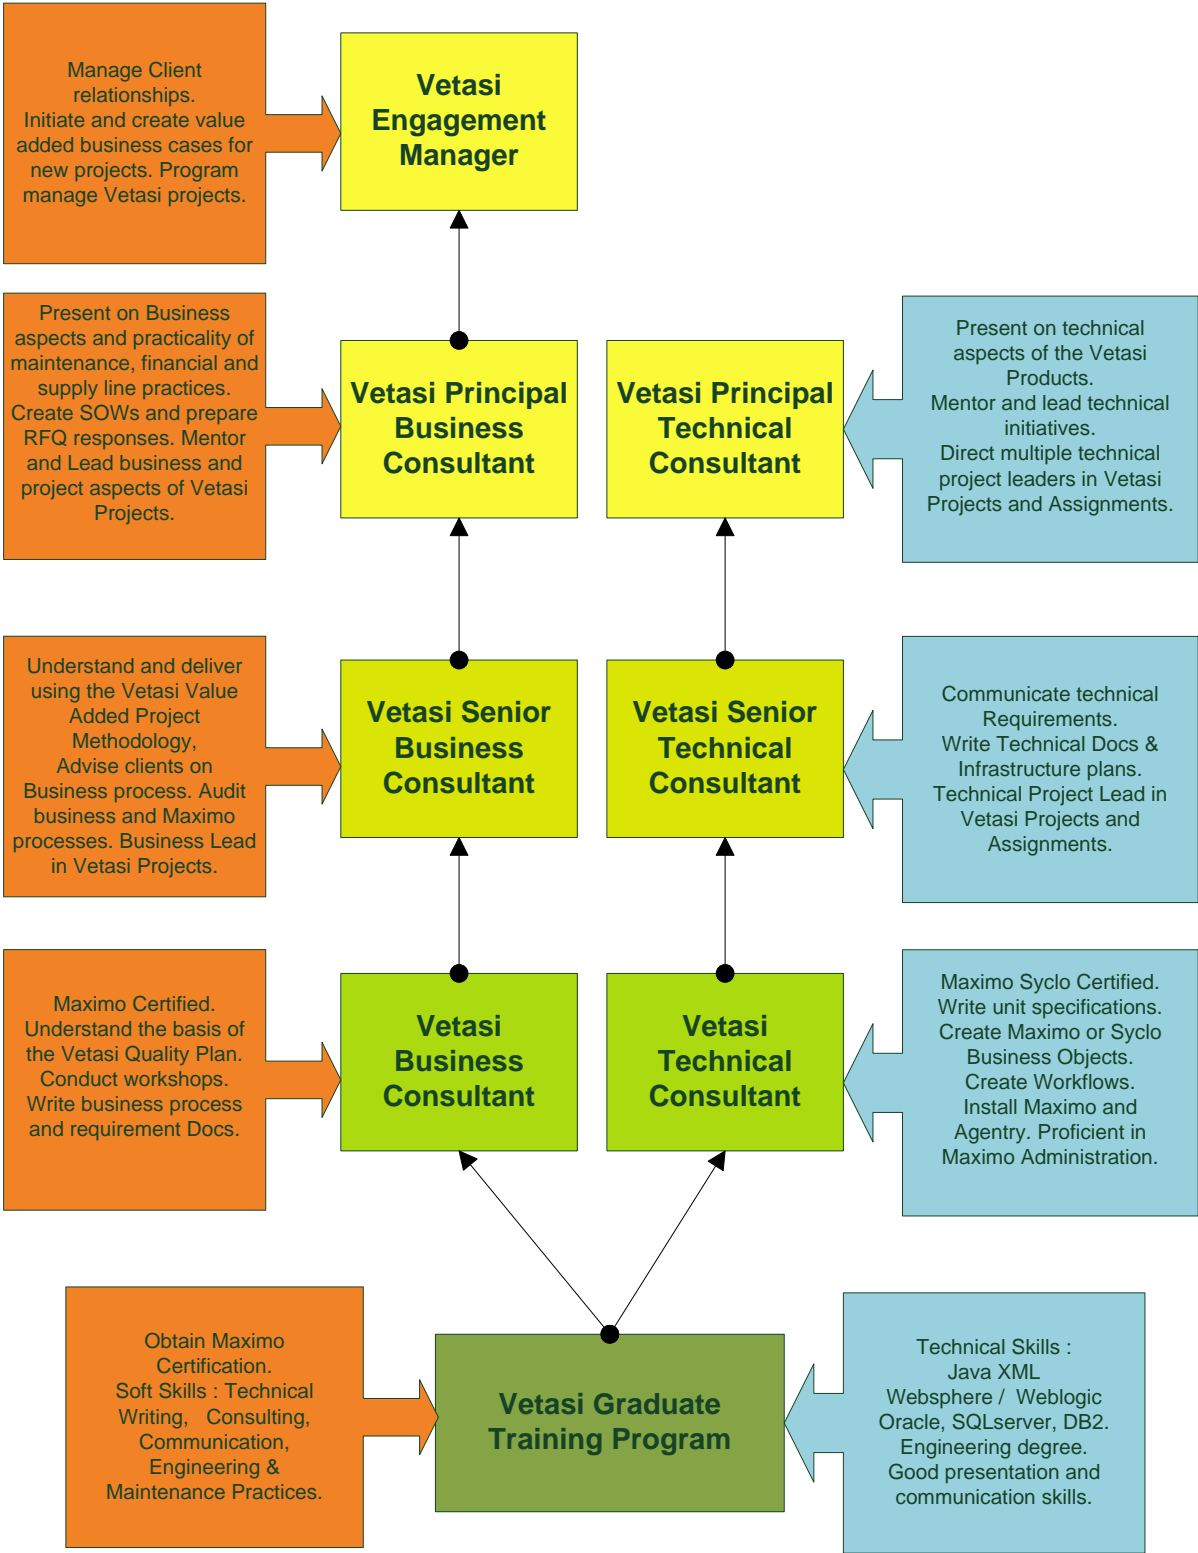 Manage Client
relationships.
Initiate and create value
added business cases for
new projects. Program
manage Vetasi projects.
Vetasi
Engagement
Manager
Present on Business
aspects and practicality of
maintenance, financial and
supply line practices.
Create SOWs and prepare
RFQ responses. Mentor
and Lead business and
project aspects of Vetasi
Projects.
Vetasi Principal
Business
Consultant
Vetasi Principal
Technical
Consultant
Present on technical
aspects of the Vetasi
Products.
Mentor and lead technical
initiatives.
Direct multiple technical
project leaders in Vetasi
Projects and Assignments.
Understand and deliver
using the Vetasi Value
Added Project
Methodology,
Advise clients on
Business process. Audit
business and Maximo
processes. Business Lead
in Vetasi Projects.
Vetasi Senior
Business
Consultant
Vetasi Senior
Technical
Consultant
Communicate technical
Requirements.
Write Technical Docs &
Infrastructure plans.
Technical Project Lead in
Vetasi Projects and
Assignments.
Maximo Certified.
Understand the basis of
the Vetasi Quality Plan.
Conduct workshops.
Write business process
and requirement Docs.
Vetasi
Business
Consultant
Vetasi
Technical
Consultant
Maximo Syclo Certified.
Write unit specifications.
Create Maximo or Syclo
Business Objects.
Create Workflows.
Install Maximo and
Agentry. Proficient in
Maximo Administration.
Obtain Maximo
Certification.
Soft Skills : Technical
Writing, Consulting,
Communication,
Engineering &
Maintenance Practices.
Vetasi Graduate
Training Program
Technical Skills :
Java XML
Websphere / Weblogic
Oracle, SQLserver, DB2.
Engineering degree.
Good presentation and
communication skills.